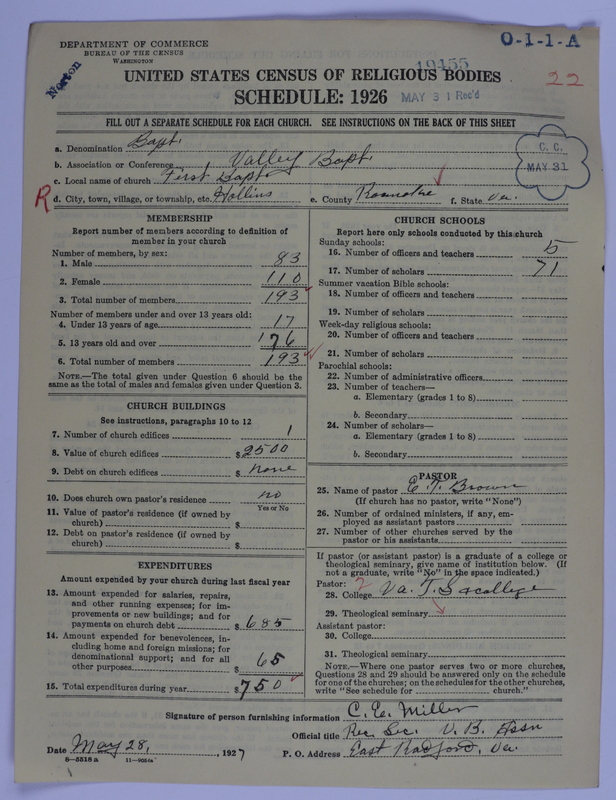 DEPARTMENT OF COMMERCE
BUREAU OF THE CENSUS
WASHINGTON
Norton
O-1-1-A
19455
22
UNITED STATES CENSUS OF RELIGIOUS BODIES
SCHEDULE: 1926
MAY 31 Rec'd
FILL OUT A SEPARATE SCHEDULE FOR EACH CHURCH. SEE INSTRUCTIONS ON THE BACK OF THIS SHEET
a. Denomination Bapt.
b. Association or Conference Valley Bapt.
c. Local name of church First Bapt
C. C.
MAY 31
R d. City, town, village, or township, etc. Hollins e. County Roanoke f. State Va.
MEMBERSHIP
Report number of members according to definition of
member in your church
Number of members, by sex:
1. Male 83
2. Female 110
3. Total number of members 193
Number of members under and over 13 years old:
4. Under 13 years of age 17
5. 13 years old and over 176
6. Total number of members 193
NOTE.—The total given under Question 6 should be
same as the total of males and females given under Question 3.
CHURCH BUILDINGS
See instructions, paragraphs 10 to 12
7. Number of church edifices 1
8. Value of church edifices $2500
9. Debt on church edifices $ none
10. Does church own pastor's residence no
Yes or No
11. Value of pastor's residence (if owned by
church) $
12. Debt on pastor's residence (if owned by
church) $
EXPENDITURES
Amount expended by your church during last fiscal year
13. Amount expended for salaries, repairs,
and other running expenses; for im-
provements or new buildings; and for
payments on church debt $685
14. Amount expended for benevolences, in-
cluding home and foreign missions; for
denominational support; and for all
other purposes 65
15. Total expenditures during year $750
CHURCH SCHOOLS
Report here only schools conducted by this church
Sunday schools:
16. Number of officers and teachers 5
17. Number of scholars 71
Summer vacation Bible schools:
18. Number of officers and teachers
19. Number of scholars
Week-day religious schools:
20. Number of officers and teachers
21. Number of scholars
Parochial schools:
22. Number of administrative officers
23. Number of teachers—
a. Elementary (grades 1 to 8)
b. Secondary
24. Number of scholars—
a. Elementary (grades 1 to 8)
b. Secondary
PASTOR
25. Name of pastor E. T. Brown
(If church has no pastor, write "None")
26. Number of ordained ministers, if any, em-
ployed as assistant pastors
27. Number of other churches served by the
pastor or his assistants
If pastor (or assistant pastor) is a graduate of a college or
theological seminary, give name of institution below. (If
not a graduate, write "No" in the space indicated.)
Pastor:
28. College Va. T.
29. Theological seminary
Assistant pastor:
30. College
31. Theological seminary
NOTE.—Where one pastor serves two or more churches,
Questions 28 and 29 should be answered only on the schedule
for one of the churches; on the schedules for the other churches,
write "See schedule for church."
Signature of person furnishing information C. E. Miller
Official title Rec. Sec. V. B. Assn
Date May 28, , 1927 P. O. Address East Radford, Va.
8—5518 a 11—9054a